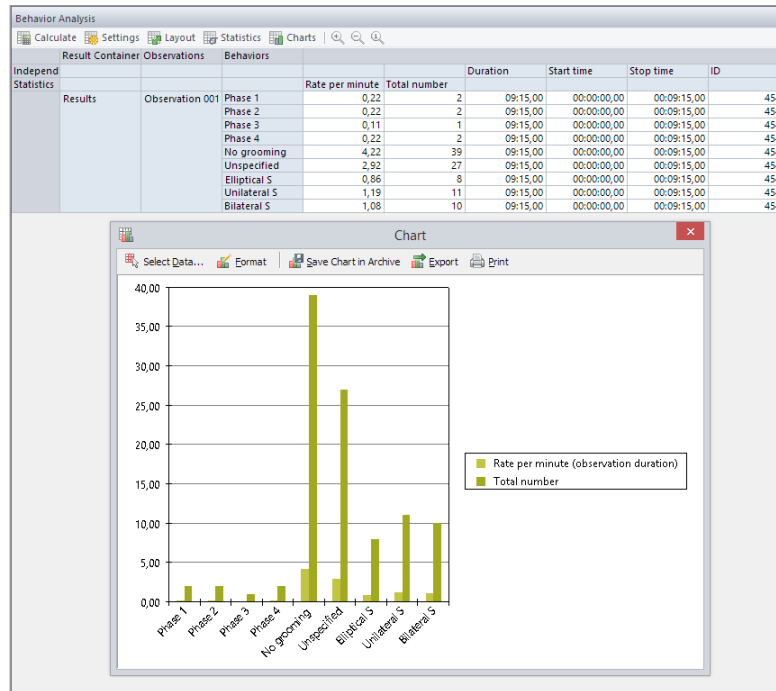 Behavior Analysis
Calculate Settings Layout Statistics Charts
Result Container Observations Behaviors
Independ Duration Start time Stop time ID
Statistics Rate per minute Total number
Results Observation 001 Phase 1 0,22 2 09:15,00 00:00:00,00 00:09:15,00 454
Phase 2 0,22 2 09:15,00 00:00:00,00 00:09:15,00 454
Phase 3 0,11 1 09:15,00 00:00:00,00 00:09:15,00 454
Phase 4 0,22 2 09:15,00 00:00:00,00 00:09:15,00 454
No grooming 4,22 39 09:15,00 00:00:00,00 00:09:15,00 454
Unspecified 2,92 27 09:15,00 00:00:00,00 00:09:15,00 454
Elliptical S 0,86 8 09:15,00 00:00:00,00 00:09:15,00 454
Unilateral S 1,19 11 09:15,00 00:00:00,00 00:09:15,00 454
Bilateral S 1,08 10 09:15,00 00:00:00,00 00:09:15,00 454
Chart
Select Data... Format Save Chart in Archive Export Print
40,00
35,00
30,00
25,00
20,00
15,00
10,00
5,00
0,00
Rate per minute (observation duration)
Total number
Phase 1 Phase 2 Phase 3 Phase 4 No grooming Unspecified Elliptical S Unilateral S Bilateral S